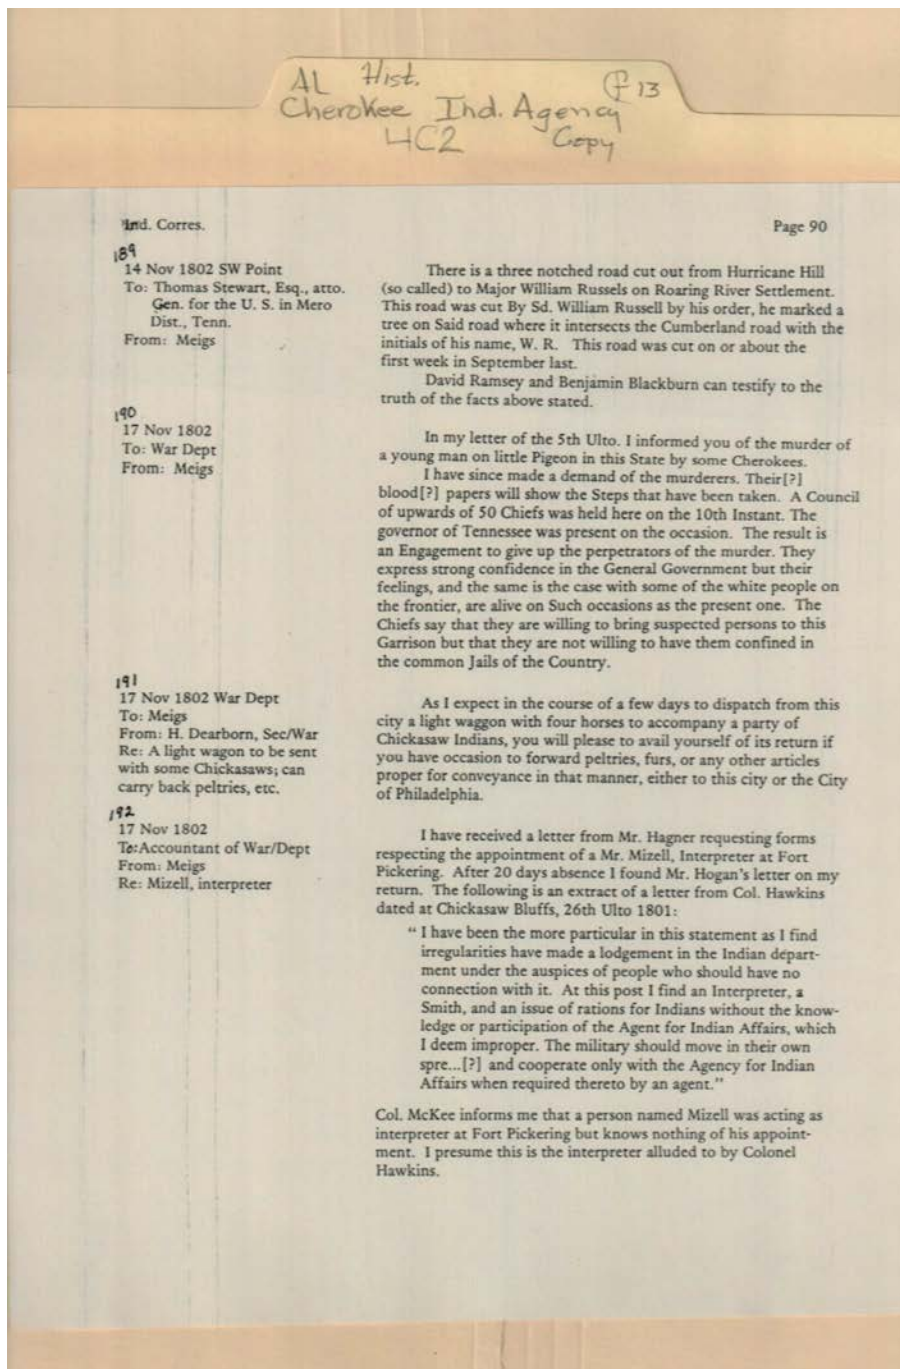 AL Hist. F 13
Cherokee Ind. Agency
4C2 Copy
Ind. Corres.
Page 90
189
14 Nov 1802 SW Point
To: Thomas Stewart, Esq., atto.
Gen. for the U. S. in Mero
Dist., Tenn.
From: Meigs
There is a three notched road cut out from Hurricane Hill
(so called) to Major William Russels on Roaring River Settlement.
This road was cut By Sd. William Russell by his order, he marked a
tree on Said road where it intersects the Cumberland road with the
initials of his name, W. R. This road was cut on or about the
first week in September last.
David Ramsey and Benjamin Blackburn can testify to the
truth of the facts above stated.
190
17 Nov 1802
To: War Dept
From: Meigs
In my letter of the 5th Ulto. I informed you of the murder of
a young man on little Pigeon in this State by some Cherokees.
I have since made a demand of the murderers. Their[?]
blood[?] papers will show the Steps that have been taken. A Council
of upwards of 50 Chiefs was held here on the 10th Instant. The
governor of Tennessee was present on the occasion. The result is
an Engagement to give up the perpetrators of the murder. They
express strong confidence in the General Government but their
feelings, and the same is the case with some of the white people on
the frontier, are alive on Such occasions as the present one. The
Chiefs say that they are willing to bring suspected persons to this
Garrison but that they are not willing to have them confined in
the common Jails of the Country.
191
17 Nov 1802 War Dept
To: Meigs
From: H. Dearborn, Sec/War
Re: A light wagon to be sent
with some Chickasaws; can
carry back peltries, etc.
As I expect in the course of a few days to dispatch from this
city a light waggon with four horses to accompany a party of
Chickasaw Indians, you will please to avail yourself of its return if
you have occasion to forward peltries, furs, or any other articles
proper for conveyance in that manner, either to this city or the City
of Philadelphia.
192
17 Nov 1802
To:Accountant of War/Dept
From: Meigs
Re: Mizell, interpreter
I have received a letter from Mr. Hagner requesting forms
respecting the appointment of a Mr. Mizell, Interpreter at Fort
Pickering. After 20 days absence I found Mr. Hogan's letter on my
return. The following is an extract of a letter from Col. Hawkins
dated at Chickasaw Bluffs, 26th Ulto 1801:
" I have been the more particular in this statement as I find
irregularities have made a lodgement in the Indian depart-
ment under the auspices of people who should have no
connection with it. At this post I find an Interpreter, a
Smith, and an issue of rations for Indians without the know-
ledge or participation of the Agent for Indian Affairs, which
I deem improper. The military should move in their own
spre...[?] and cooperate only with the Agency for Indian
Affairs when required thereto by an agent."
Col. McKee informs me that a person named Mizell was acting as
interpreter at Fort Pickering but knows nothing of his appoint-
ment. I presume this is the interpreter alluded to by Colonel
Hawkins.